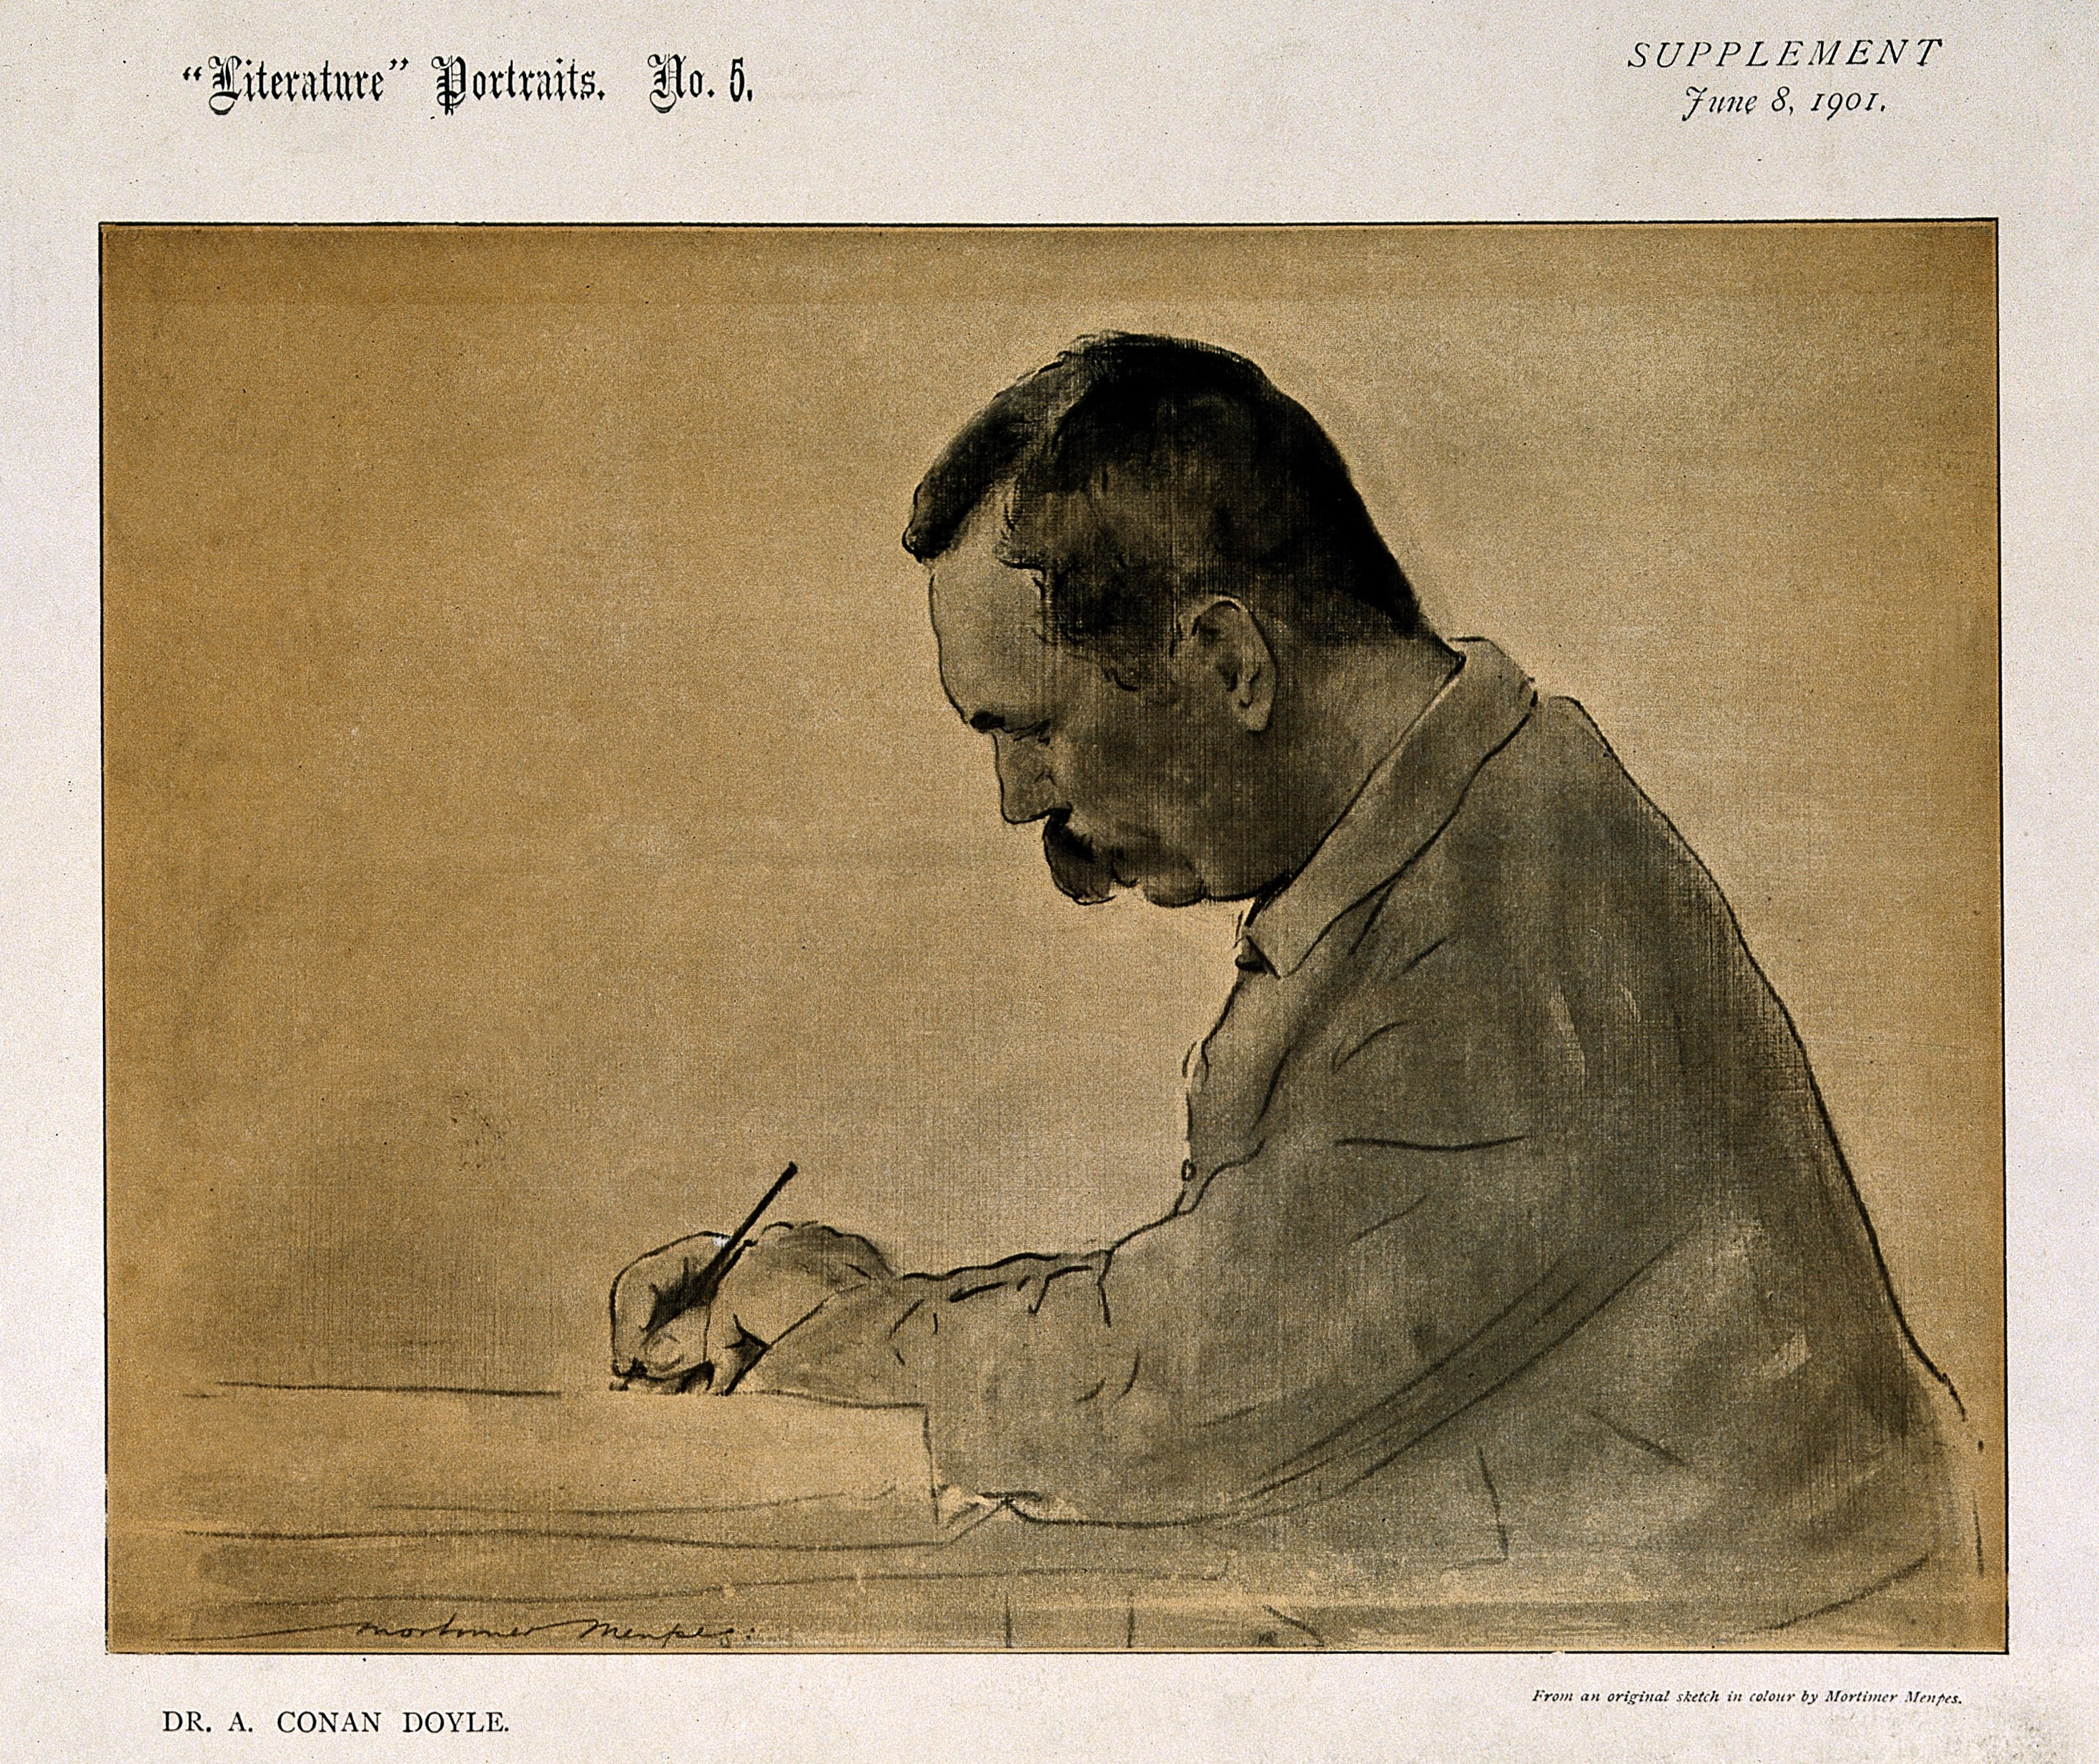 “Literature” Portraits. No. 5.
SUPPLEMENT
June 8, 1901.
mortimer Menpes:
DR. A. CONAN DOYLE.
From an original sketch in colour by Mortimer Menpes.